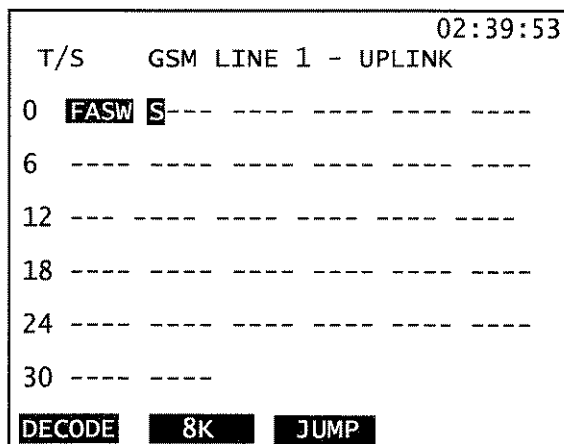 02:39:53
T/S GSM LINE 1 - UPLINK
0 FASW S--- ---- ---- ---- ----
6 ---- ---- ---- ---- ---- ----
12 --- ---- ---- ---- ---- ----
18 ---- ---- ---- ---- ---- ----
24 ---- ---- ---- ---- ---- ----
30 ---- ----
DECODE 8K JUMP